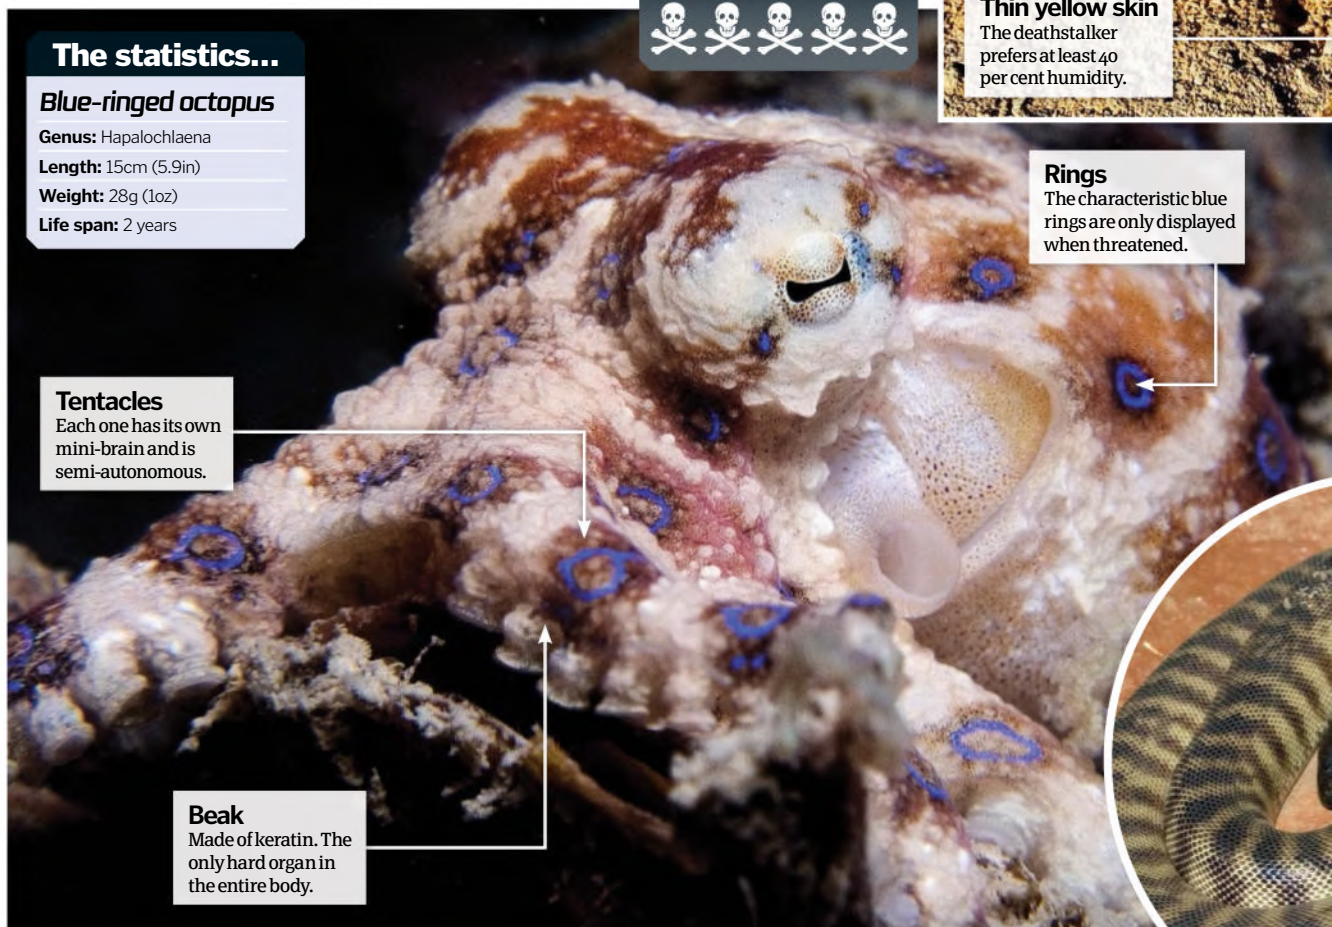 The statistics...
Blue-ringed octopus
Genus: Hapalochlaena
Length: 15cm (5.9in)
Weight: 28g (1oz)
Life span: 2 years
Thin yellow skin
The deathstalker
prefers at least 40
per cent humidity.
Rings
The characteristic blue
rings are only displayed
when threatened.
Tentacles
Each one has its own
mini-brain and is
semi-autonomous.
Beak
Made of keratin. The
only hard organ in
the entire body.